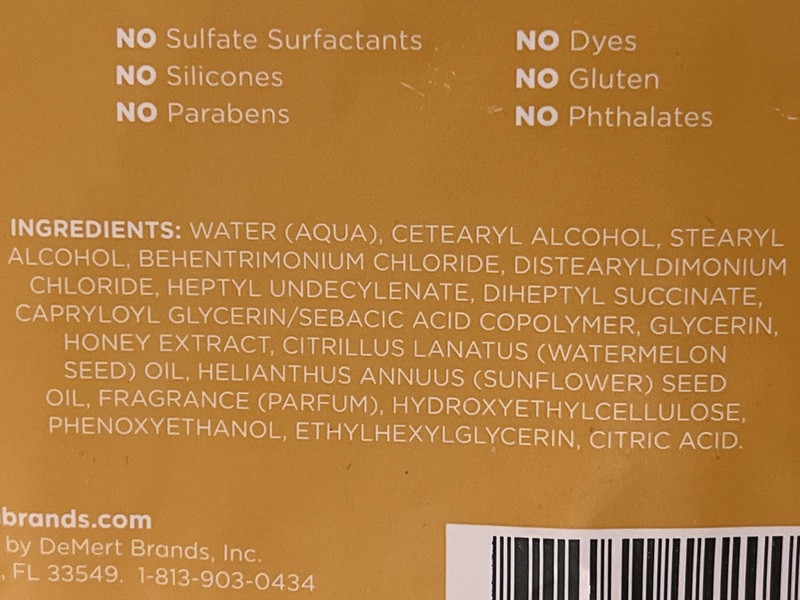 NO Sulfate Surfactants
NO Silicones
NO Parabens
NO Dyes
NO Gluten
NO Phthalates
INGREDIENTS: WATER (AQUA), CETEARYL ALCOHOL, STEARYL
ALCOHOL, BEHENTRIMONIUM CHLORIDE, DISTEARYLDIMONIUM
CHLORIDE, HEPTYL UNDECYLENATE, DIHEPTYL SUCCINATE,
CAPRYLOYL GLYCERIN/SEBACIC ACID COPOLYMER, GLYCERIN,
HONEY EXTRACT, CITRILLUS LANATUS (WATERMELON
SEED) OIL, HELIANTHUS ANNUUS (SUNFLOWER) SEED
OIL, FRAGRANCE (PARFUM), HYDROXYETHYLCELLULOSE,
PHENOXYETHANOL, ETHYLHEXYLGLYCERIN, CITRIC ACID.
brands.com
by DeMert Brands, Inc.
, FL 33549. 1-813-903-0434